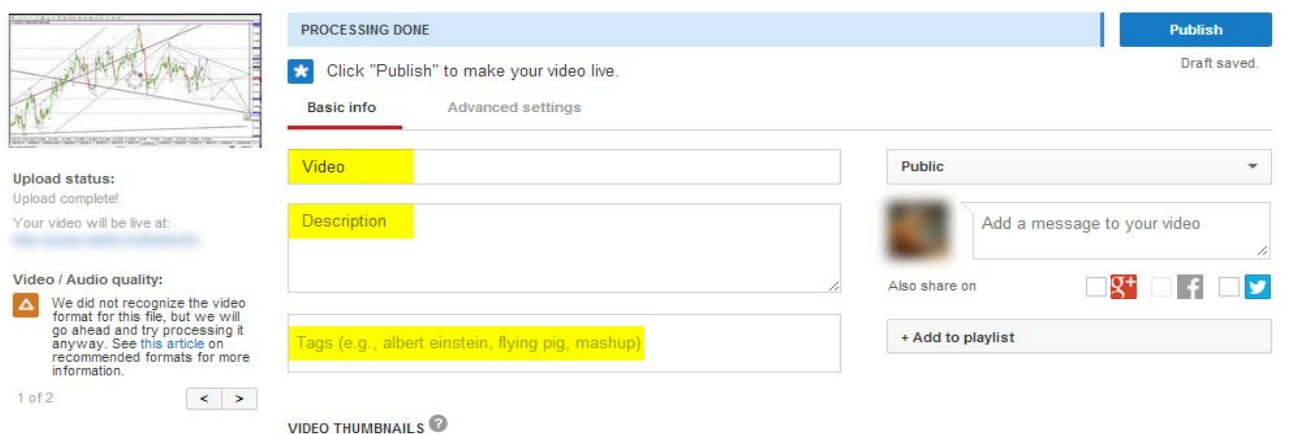 PROCESSING DONE
Publish
Click "Publish" to make your video live.
Draft saved.
Basic info
Advanced settings
Video
Description
Tags (e.g., albert einstein, flying pig, mashup)
Public
Add a message to your video
Also share on
g+
f
+ Add to playlist
Upload status:
Upload complete!
Your video will be live at:
Video / Audio quality:
We did not recognize the video
format for this file, but we will
go ahead and try processing it
anyway. See this article on
recommended formats for more
information.
1 of 2
< >
VIDEO THUMBNAILS ?